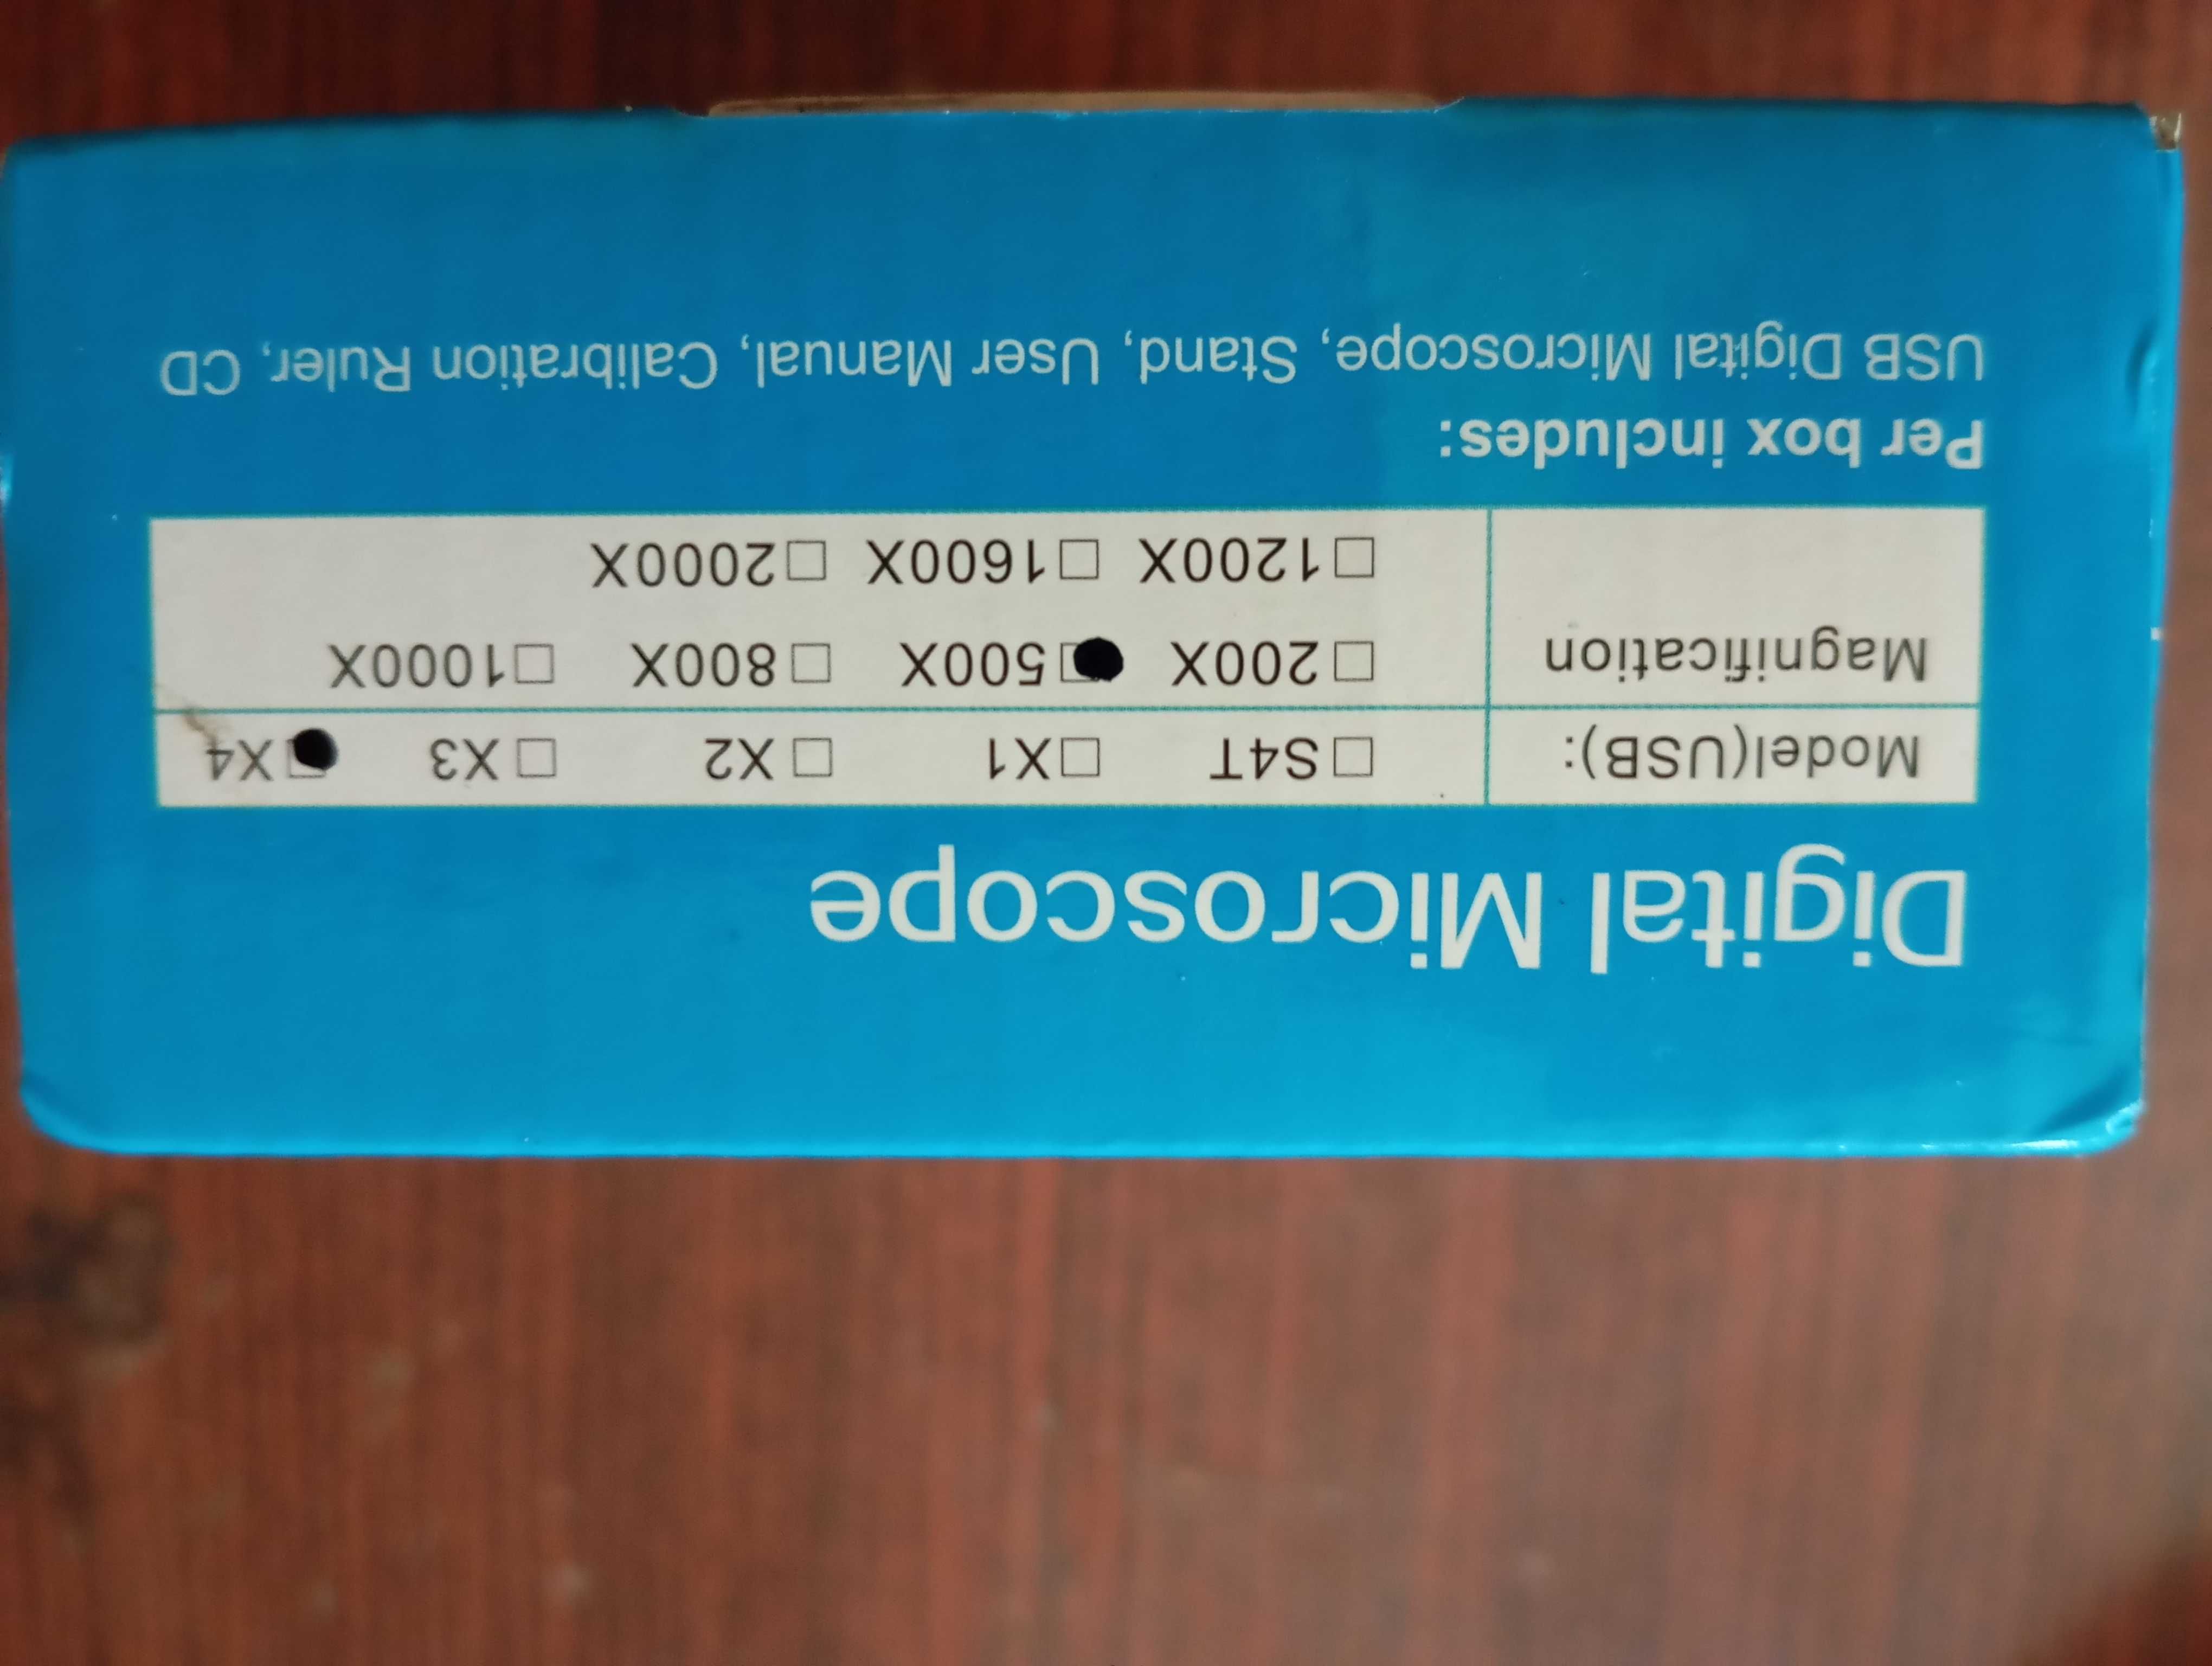 Digital Microscope
Model(USB): □S4T □X1 □X2 □X3 □X4
Magnification □200X □500X □800X □1000X
□1200X □1600X □2000X
Per box includes:
USB Digital Microscope, Stand, User Manual, Calibration Ruler, CD